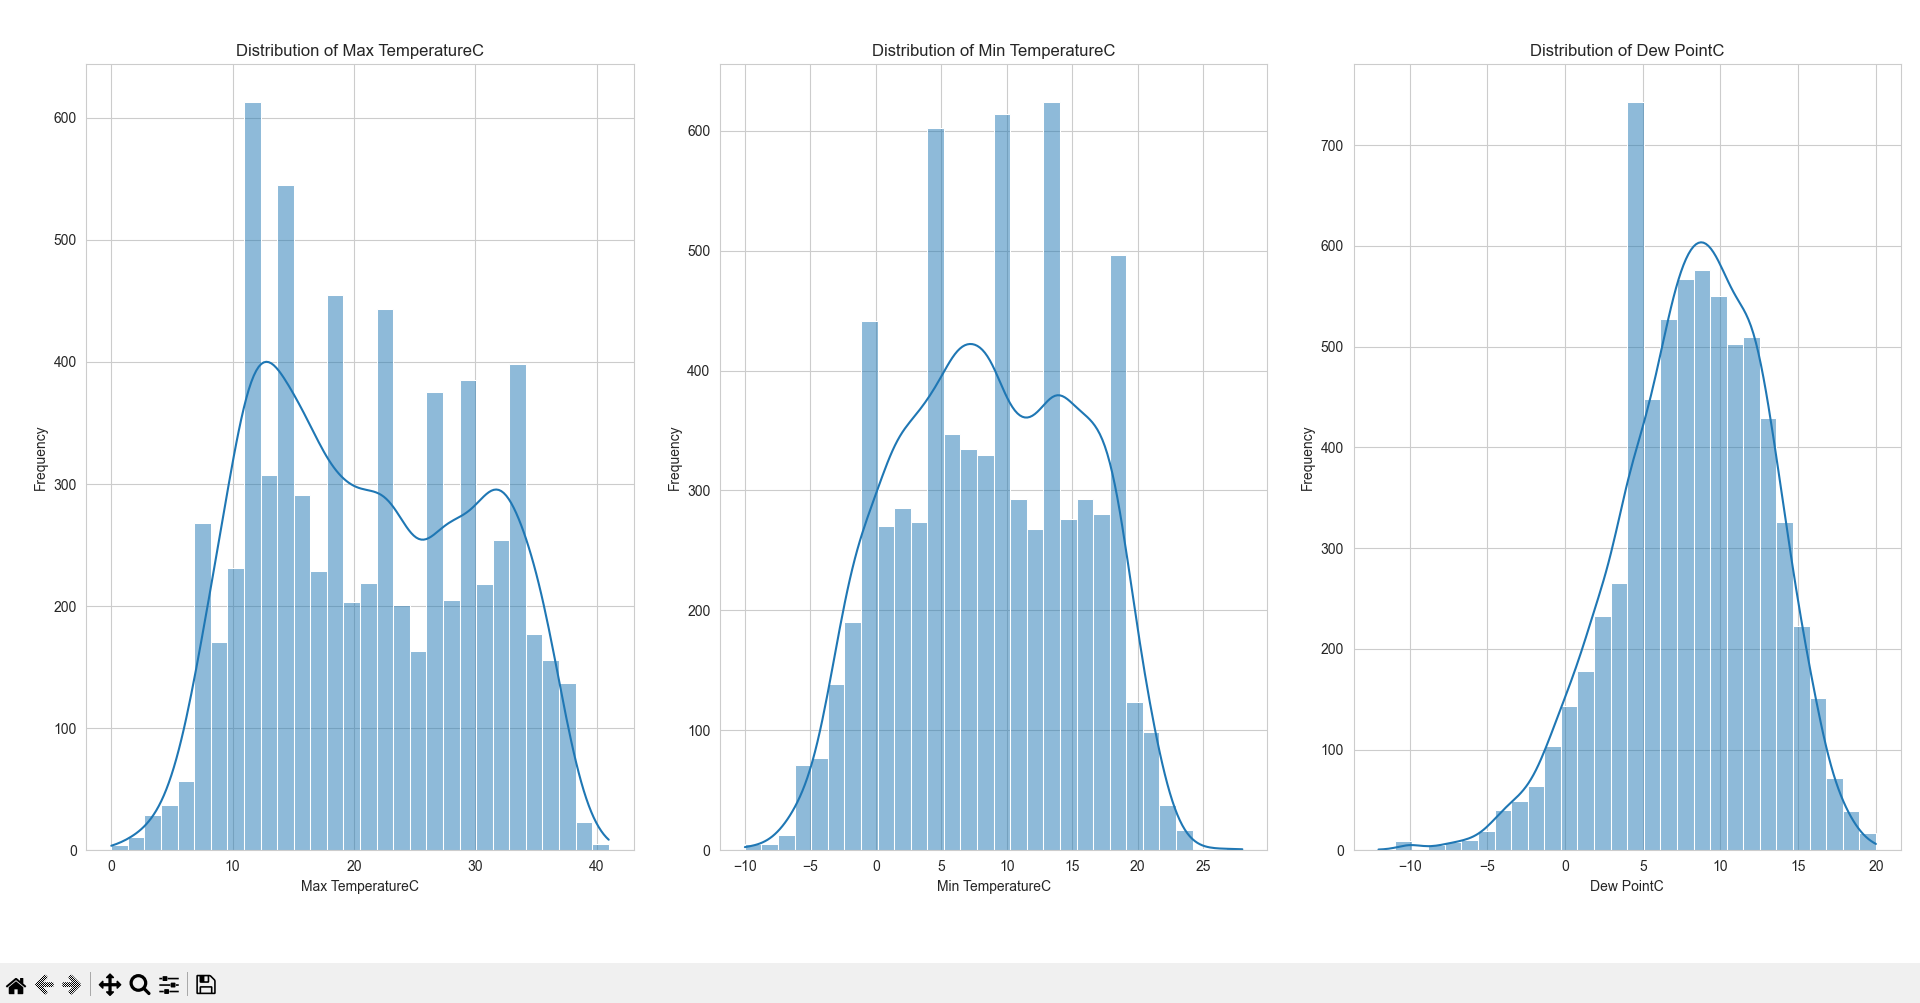 Distribution of Max TemperatureC
600
500
400
300
200
100
0
Frequency
0 10 20 30 40
Max TemperatureC
Distribution of Min TemperatureC
600
500
400
300
200
100
0
Frequency
−10 −5 0 5 10 15 20 25
Min TemperatureC
Distribution of Dew PointC
700
600
500
400
300
200
100
0
Frequency
−10 −5 0 5 10 15 20
Dew PointC